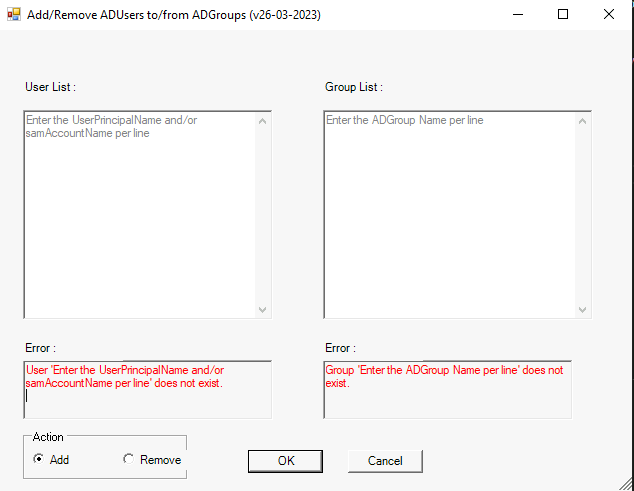 Add/Remove ADUsers to/from ADGroups (v26-03-2023)
User List :
Group List :
Enter the UserPrincipalName and/or
samAccountName per line
Enter the ADGroup Name per line
Error :
Error :
User 'Enter the UserPrincipalName and/or
samAccountName per line' does not exist.
Group 'Enter the ADGroup Name per line' does not
exist.
Action
Add
Remove
OK
Cancel